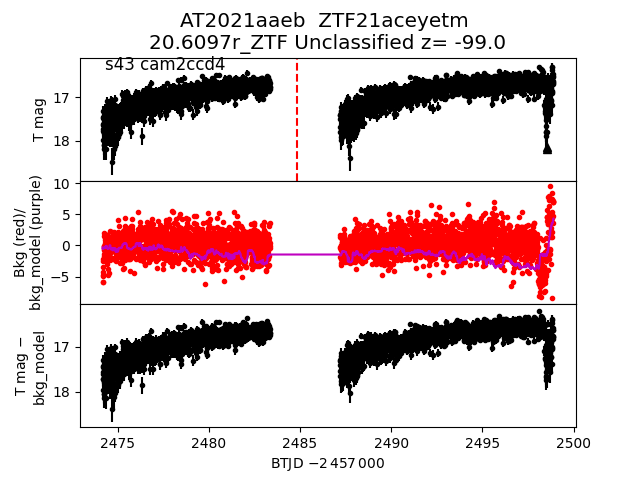 AT2021aaeb ZTF21aceyetm
20.6097r_ZTF Unclassified z= -99.0
s43 cam2ccd4
T mag
17
18
Bkg (red)/
bkg_model (purple)
10
5
0
−5
T mag −
bkg_model
17
18
2475 2480 2485 2490 2495 2500
BTJD −2 457 000